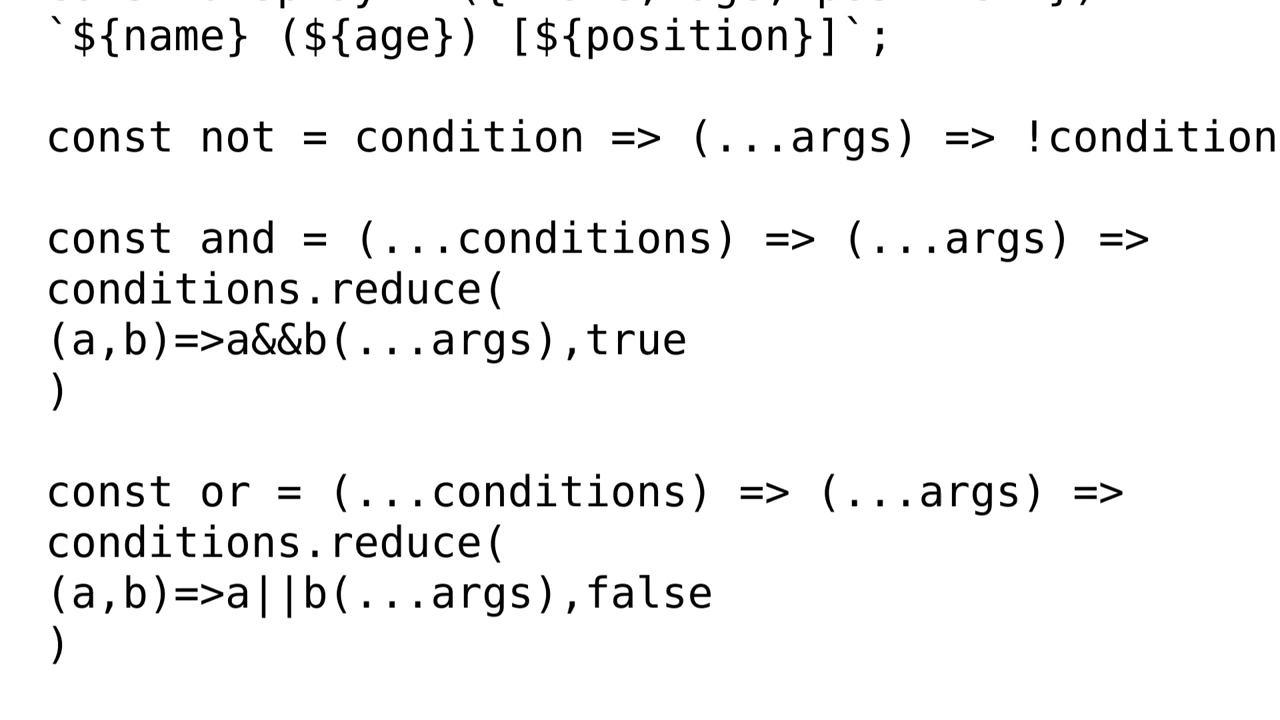 `${name} (${age}) [${position}]`;
const not = condition => (...args) => !condition
const and = (...conditions) => (...args) =>
conditions.reduce(
(a,b)=>a&&b(...args),true
)
const or = (...conditions) => (...args) =>
conditions.reduce(
(a,b)=>a||b(...args),false
)